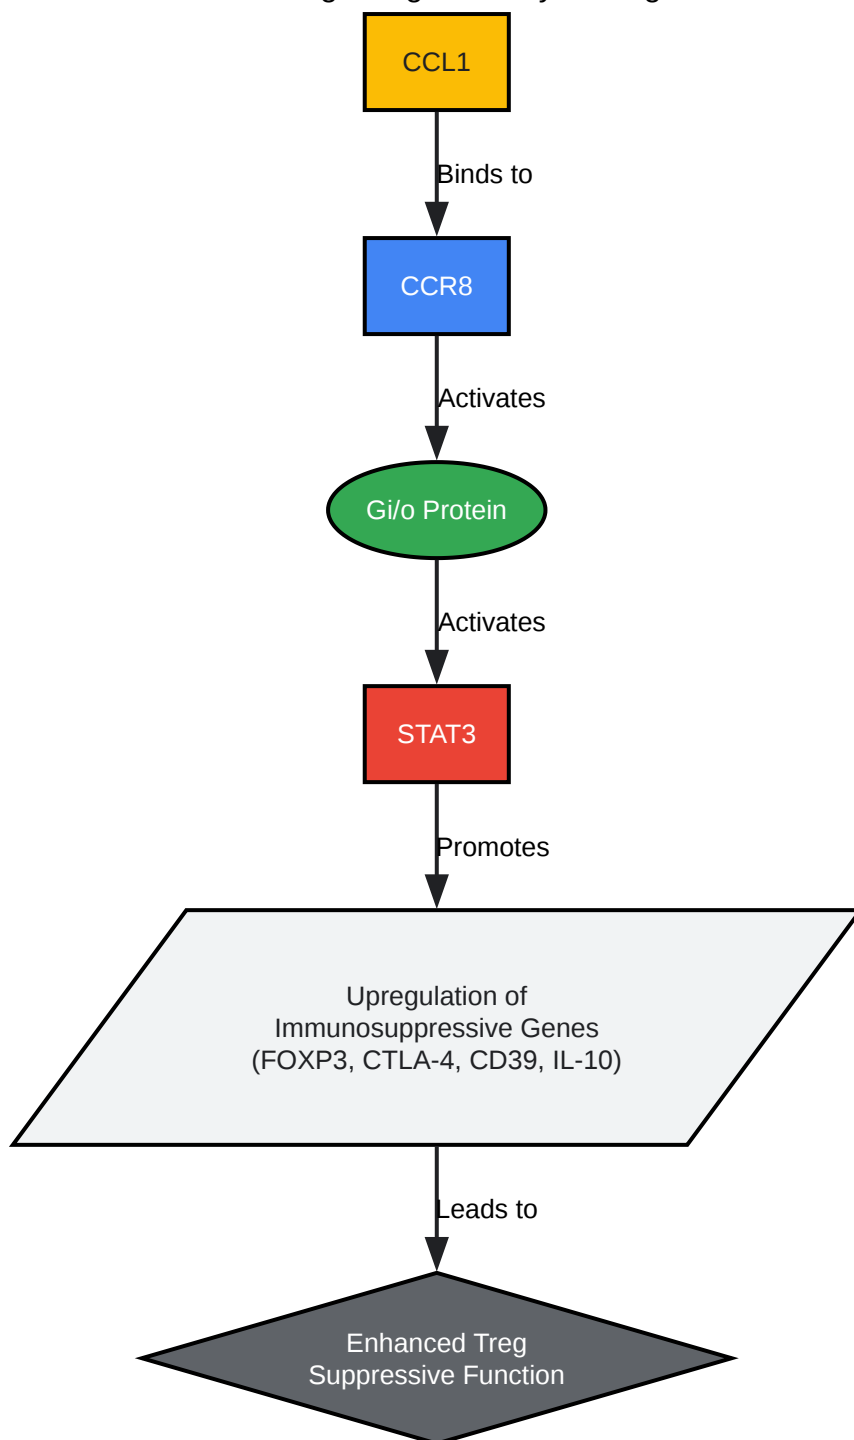 CCL1
Binds to
CCR8
Activates
Gi/o Protein
Activates
STAT3
Promotes
Upregulation of
Immunosuppressive Genes
(FOXP3, CTLA-4, CD39, IL-10)
Leads to
Enhanced Treg
Suppressive Function